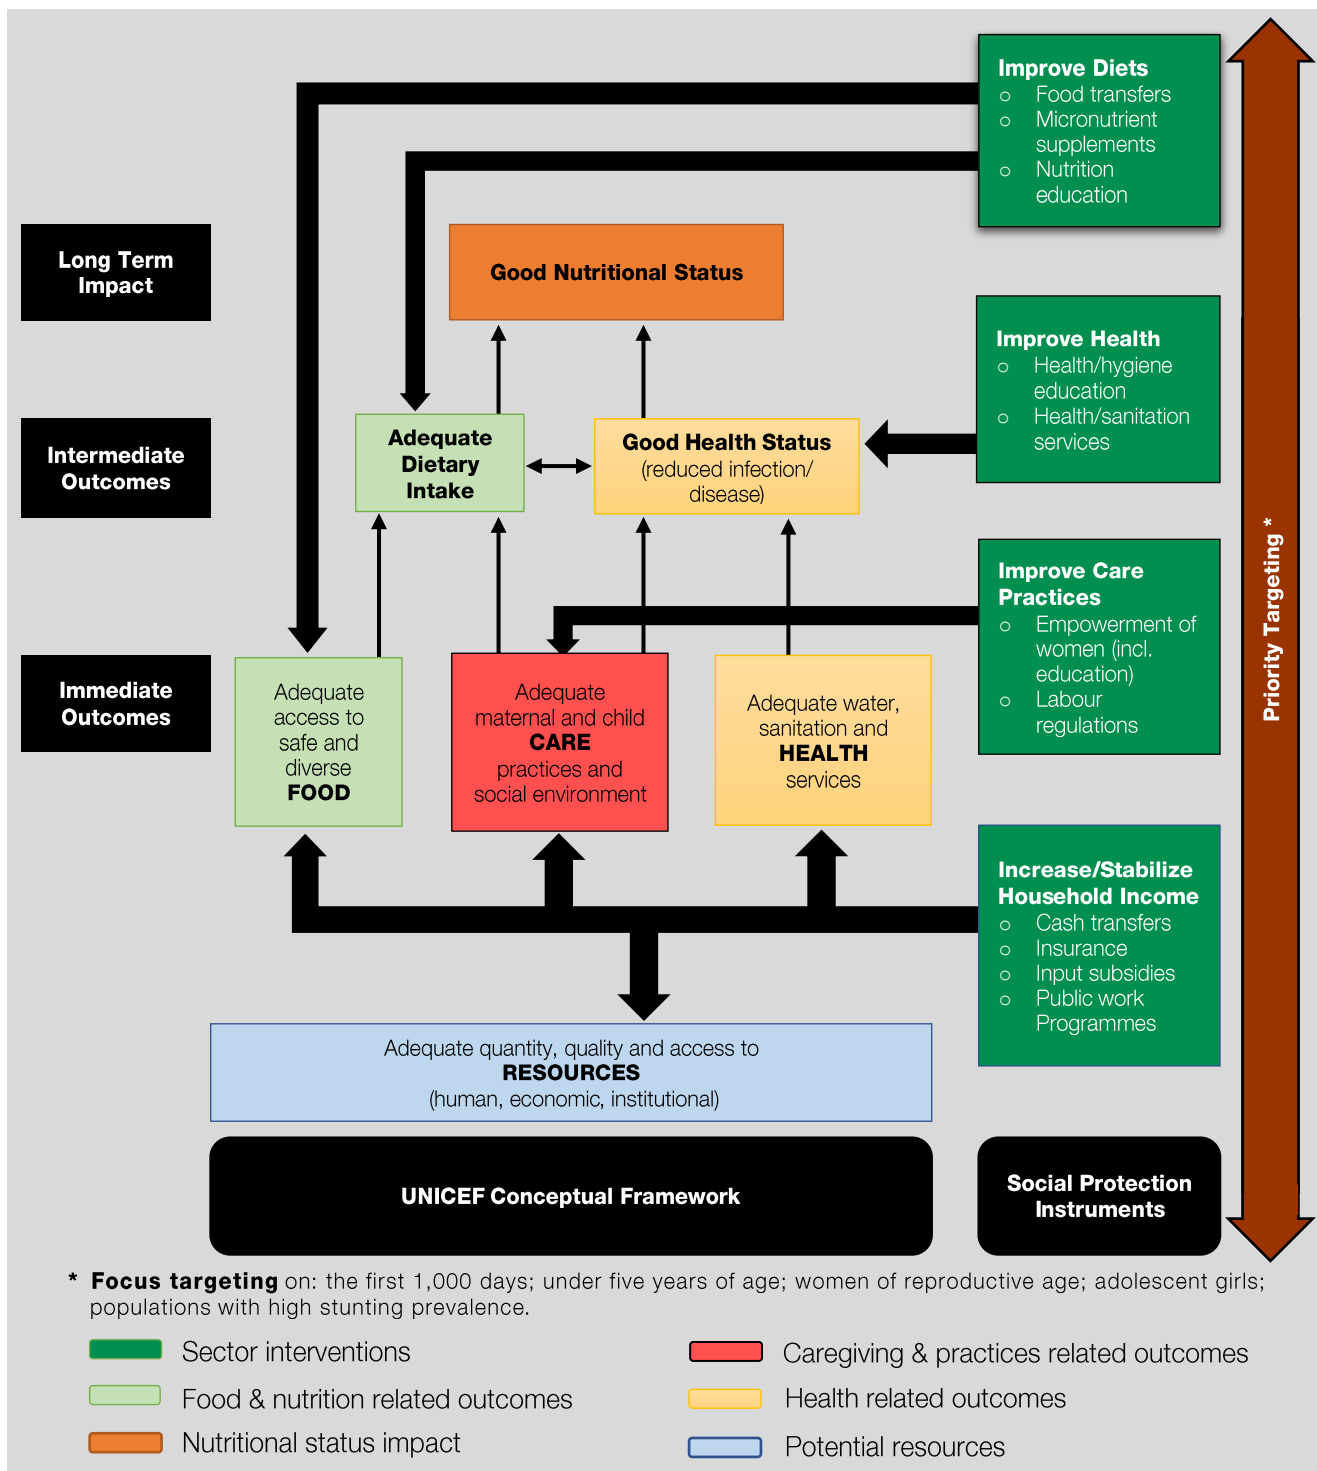 Improve Diets
o Food transfers
o Micronutrient
supplements
o Nutrition
education
Long Term
Impact
Good Nutritional Status
Improve Health
o Health/hygiene
education
o Health/sanitation
services
Intermediate
Outcomes
Adequate
Dietary
Intake
Good Health Status
(reduced infection/
disease)
Improve Care
Practices
o Empowerment of
women (incl.
education)
o Labour
regulations
Priority Targeting *
Immediate
Outcomes
Adequate
access to
safe and
diverse
FOOD
Adequate
maternal and child
CARE
practices and
social environment
Adequate water,
sanitation and
HEALTH
services
Increase/Stabilize
Household Income
o Cash transfers
o Insurance
o Input subsidies
o Public work
Programmes
Adequate quantity, quality and access to
RESOURCES
(human, economic, institutional)
UNICEF Conceptual Framework
Social Protection
Instruments
* Focus targeting on: the first 1,000 days; under five years of age; women of reproductive age; adolescent girls;
populations with high stunting prevalence.
Sector interventions
Food & nutrition related outcomes
Nutritional status impact
Caregiving & practices related outcomes
Health related outcomes
Potential resources